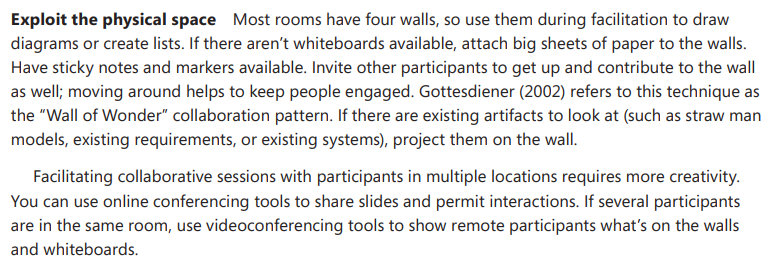 Exploit the physical space Most rooms have four walls, so use them during facilitation to draw
diagrams or create lists. If there aren’t whiteboards available, attach big sheets of paper to the walls.
Have sticky notes and markers available. Invite other participants to get up and contribute to the wall
as well; moving around helps to keep people engaged. Gottesdiener (2002) refers to this technique as
the “Wall of Wonder” collaboration pattern. If there are existing artifacts to look at (such as straw man
models, existing requirements, or existing systems), project them on the wall.
Facilitating collaborative sessions with participants in multiple locations requires more creativity.
You can use online conferencing tools to share slides and permit interactions. If several participants
are in the same room, use videoconferencing tools to show remote participants what’s on the walls
and whiteboards.